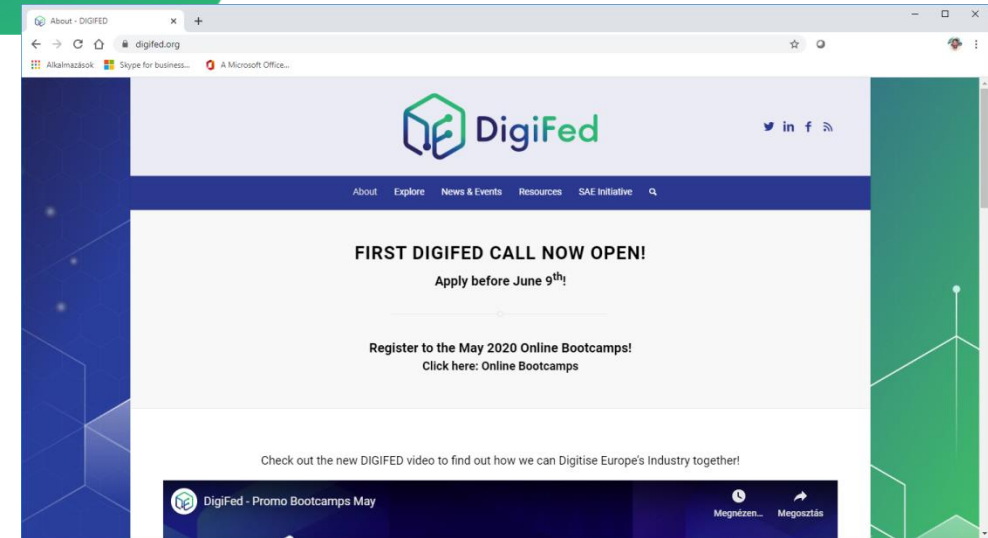 About - DIGIFED
digifed.org
Alkalmazások Skype for business... A Microsoft Office...
DigiFed
About Explore News & Events Resources SAE Initiative
FIRST DIGIFED CALL NOW OPEN!
Apply before June 9th!
Register to the May 2020 Online Bootcamps!
Click here: Online Bootcamps
Check out the new DIGIFED video to find out how we can Digitise Europe's Industry together!
DigiFed - Promo Bootcamps May
Megnézen... Megosztás